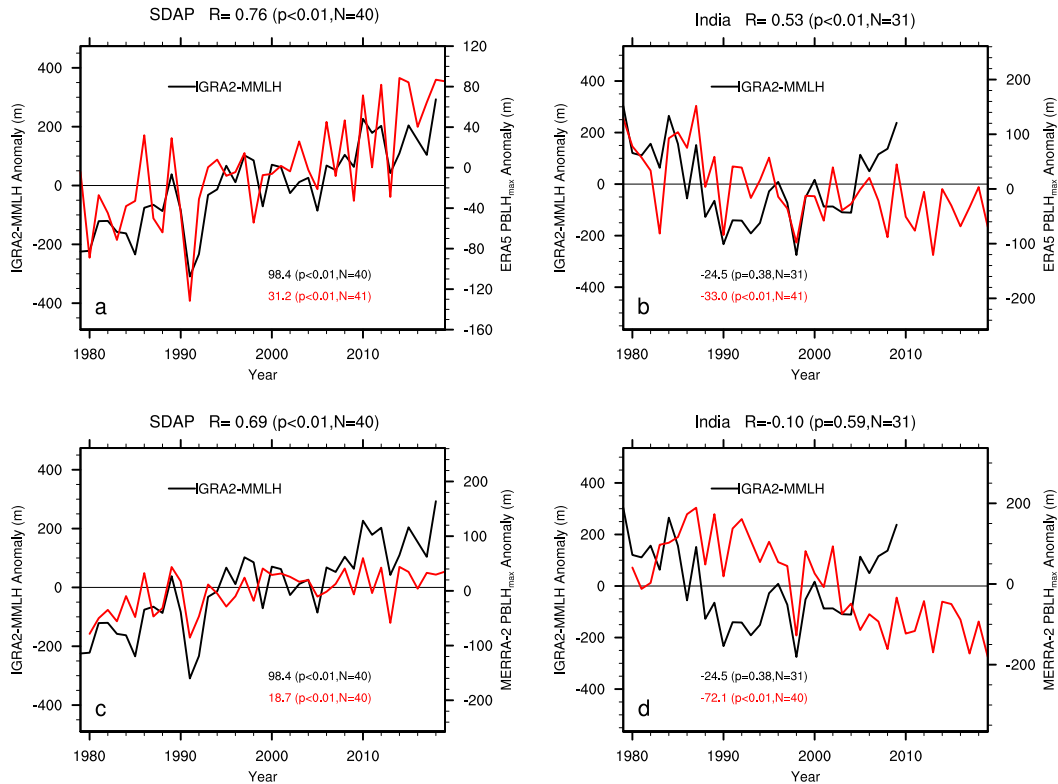 SDAP R= 0.76 (p<0.01,N=40)
IGRA2-MMLH Anomaly (m)
400
200
0
-200
-400
IGRA2-MMLH
98.4 (p<0.01,N=40)
31.2 (p<0.01,N=41)
a
120
80
40
0
-40
-80
-120
-160
ERA5 PBLHmax Anomaly (m)
1980 1990 2000 2010
Year
India R= 0.53 (p<0.01,N=31)
IGRA2-MMLH Anomaly (m)
400
200
0
-200
-400
IGRA2-MMLH
-24.5 (p=0.38,N=31)
-33.0 (p<0.01,N=41)
b
200
100
0
-100
-200
ERA5 PBLHmax Anomaly (m)
1980 1990 2000 2010
Year
SDAP R= 0.69 (p<0.01,N=40)
IGRA2-MMLH Anomaly (m)
400
200
0
-200
-400
IGRA2-MMLH
98.4 (p<0.01,N=40)
18.7 (p<0.01,N=40)
c
200
100
0
-100
-200
MERRA-2 PBLHmax Anomaly (m)
1980 1990 2000 2010
Year
India R=-0.10 (p=0.59,N=31)
IGRA2-MMLH Anomaly (m)
400
200
0
-200
-400
IGRA2-MMLH
-24.5 (p=0.38,N=31)
-72.1 (p<0.01,N=40)
d
200
100
0
-100
-200
MERRA-2 PBLHmax Anomaly (m)
1980 1990 2000 2010
Year